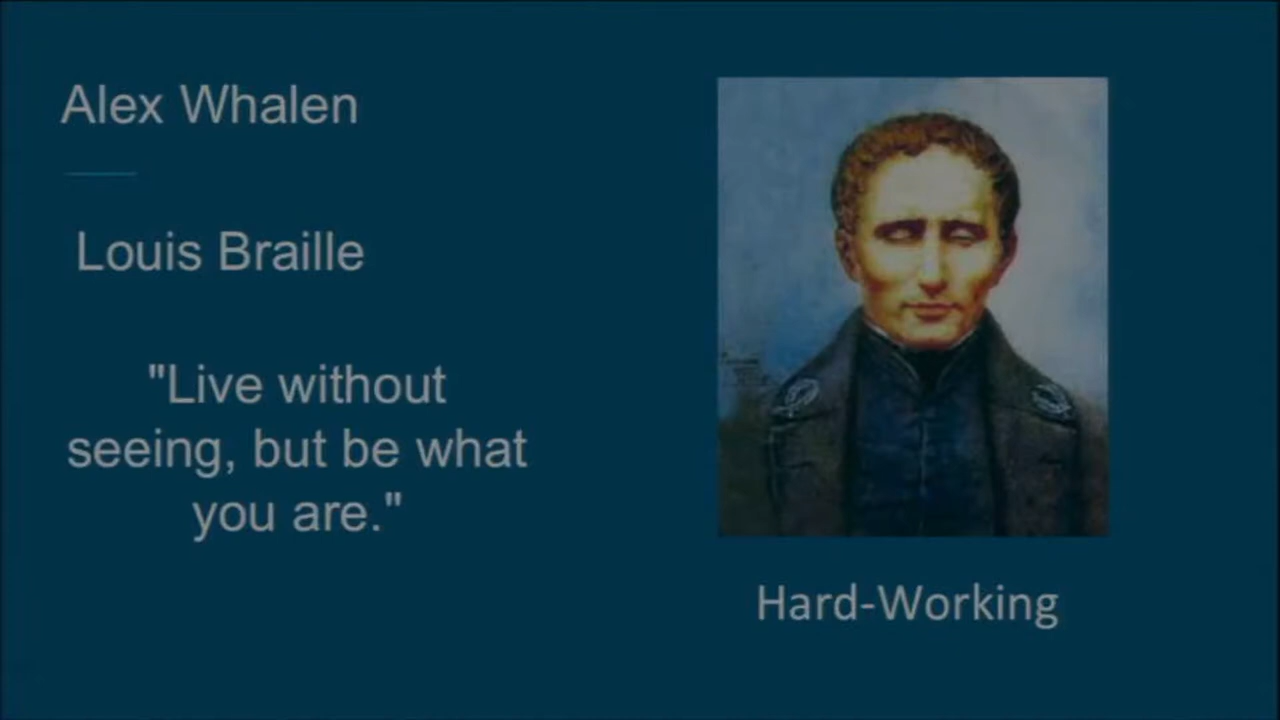 Alex Whalen
Louis Braille
"Live without
seeing, but be what
you are."
Hard-Working